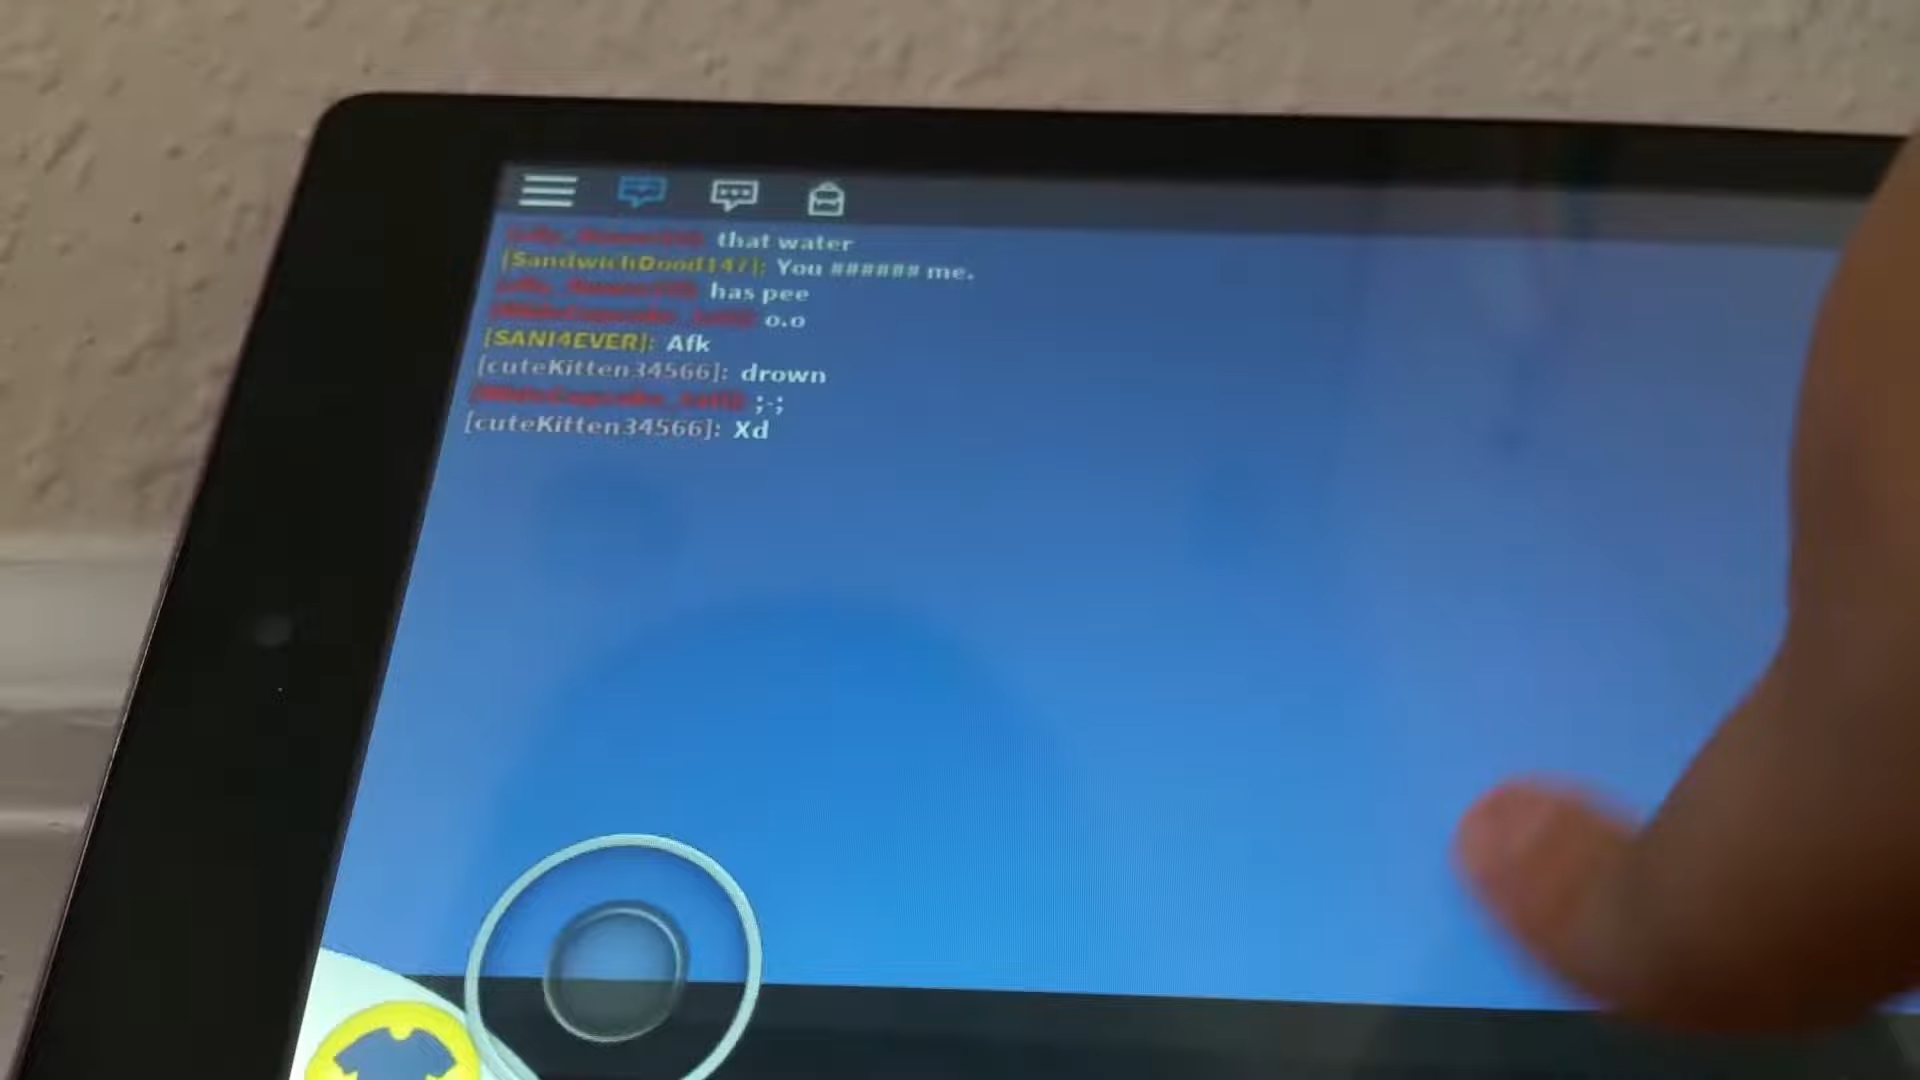 that water
[SandwichDood147]: You ###### me.
has pee
o.o
[SANI4EVER]: Afk
[cuteKitten34566]: drown
;-;
[cuteKitten34566]: Xd